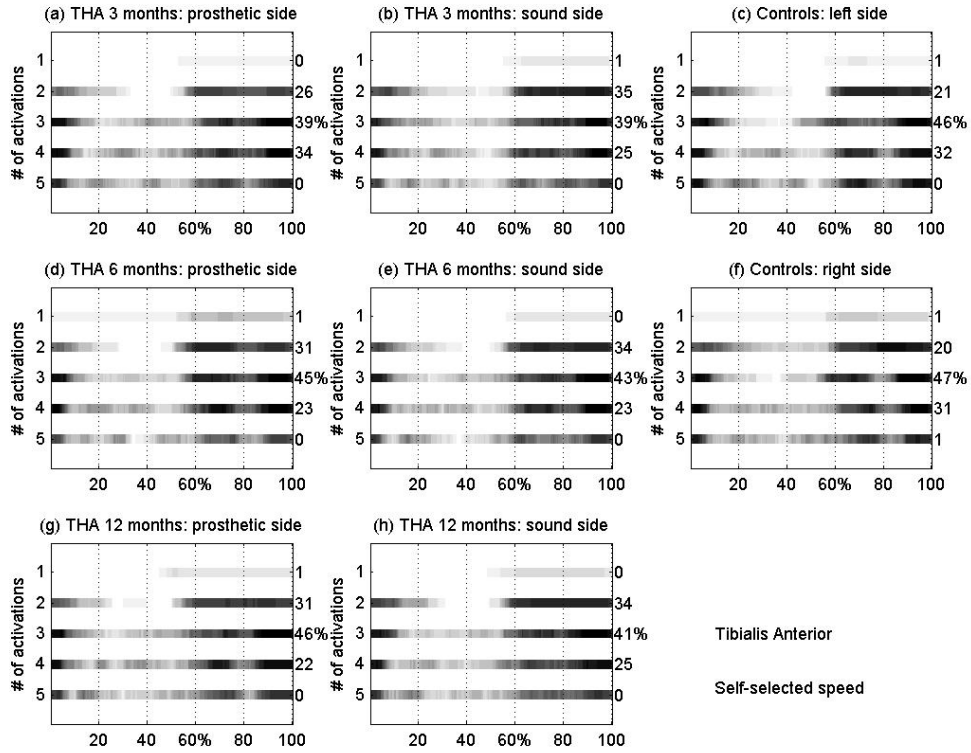 (a) THA 3 months: prosthetic side
(b) THA 3 months: sound side
(c) Controls: left side
# of activations
1 0
2 26
3 39%
4 34
5 0
20 40 60% 80 100
# of activations
1 1
2 35
3 39%
4 25
5 0
20 40 60% 80 100
# of activations
1 1
2 21
3 46%
4 32
5 0
20 40 60% 80 100
(d) THA 6 months: prosthetic side
(e) THA 6 months: sound side
(f) Controls: right side
# of activations
1 1
2 31
3 45%
4 23
5 0
20 40 60% 80 100
# of activations
1 0
2 34
3 43%
4 23
5 0
20 40 60% 80 100
# of activations
1 1
2 20
3 47%
4 31
5 1
20 40 60% 80 100
(g) THA 12 months: prosthetic side
(h) THA 12 months: sound side
# of activations
1 1
2 31
3 46%
4 22
5 0
20 40 60% 80 100
# of activations
1 0
2 34
3 41%
4 25
5 0
20 40 60% 80 100
Tibialis Anterior
Self-selected speed